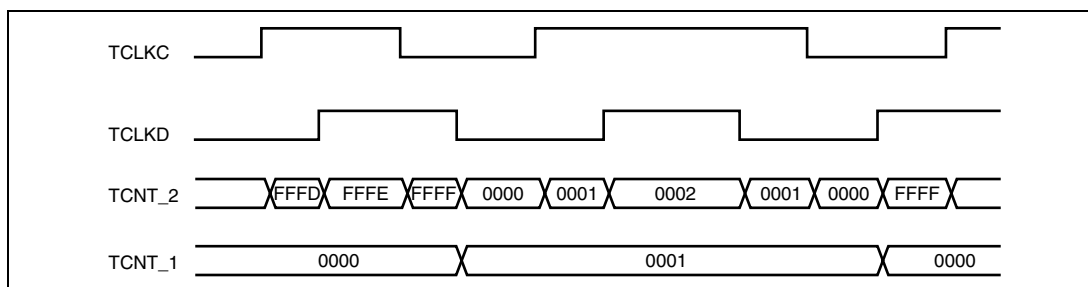 TCLKC
TCLKD
TCNT_2 FFFD FFFE FFFF 0000 0001 0002 0001 0000 FFFF
TCNT_1 0000 0001 0000